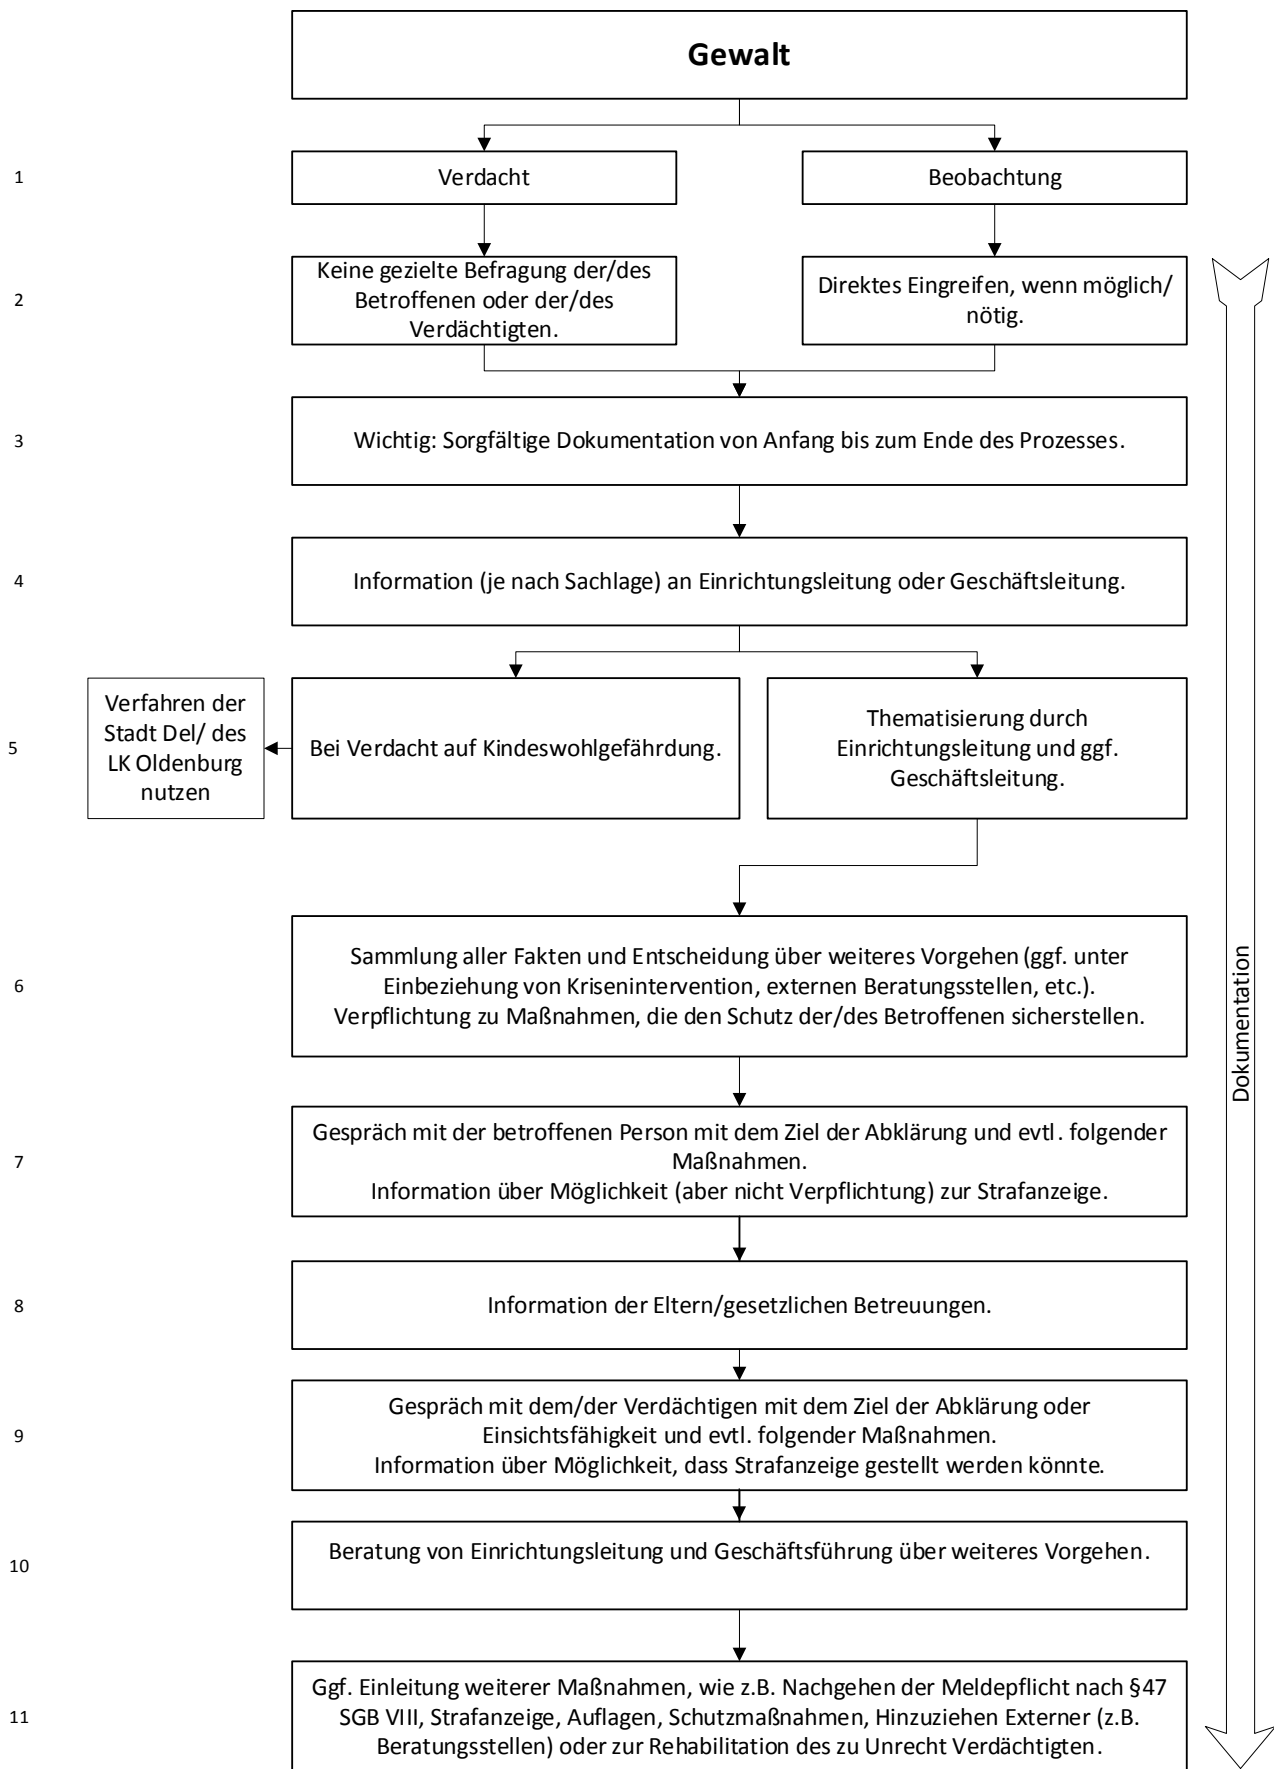 Gewalt
1
Verdacht
Beobachtung
2
Keine gezielte Befragung der/des
Betroffenen oder der/des
Verdächtigten.
Direktes Eingreifen, wenn möglich/
nötig.
3
Wichtig: Sorgfältige Dokumentation von Anfang bis zum Ende des Prozesses.
4
Information (je nach Sachlage) an Einrichtungsleitung oder Geschäftsleitung.
5
Verfahren der
Stadt Del/ des
LK Oldenburg
nutzen
Bei Verdacht auf Kindeswohlgefährdung.
Thematisierung durch
Einrichtungsleitung und ggf.
Geschäftsleitung.
6
Sammlung aller Fakten und Entscheidung über weiteres Vorgehen (ggf. unter
Einbeziehung von Krisenintervention, externen Beratungsstellen, etc.).
Verpflichtung zu Maßnahmen, die den Schutz der/des Betroffenen sicherstellen.
Dokumentation
7
Gespräch mit der betroffenen Person mit dem Ziel der Abklärung und evtl. folgender
Maßnahmen.
Information über Möglichkeit (aber nicht Verpflichtung) zur Strafanzeige.
8
Information der Eltern/gesetzlichen Betreuungen.
9
Gespräch mit dem/der Verdächtigen mit dem Ziel der Abklärung oder
Einsichtsfähigkeit und evtl. folgender Maßnahmen.
Information über Möglichkeit, dass Strafanzeige gestellt werden könnte.
10
Beratung von Einrichtungsleitung und Geschäftsführung über weiteres Vorgehen.
11
Ggf. Einleitung weiterer Maßnahmen, wie z.B. Nachgehen der Meldepflicht nach §47
SGB VIII, Strafanzeige, Auflagen, Schutzmaßnahmen, Hinzuziehen Externer (z.B.
Beratungsstellen) oder zur Rehabilitation des zu Unrecht Verdächtigten.